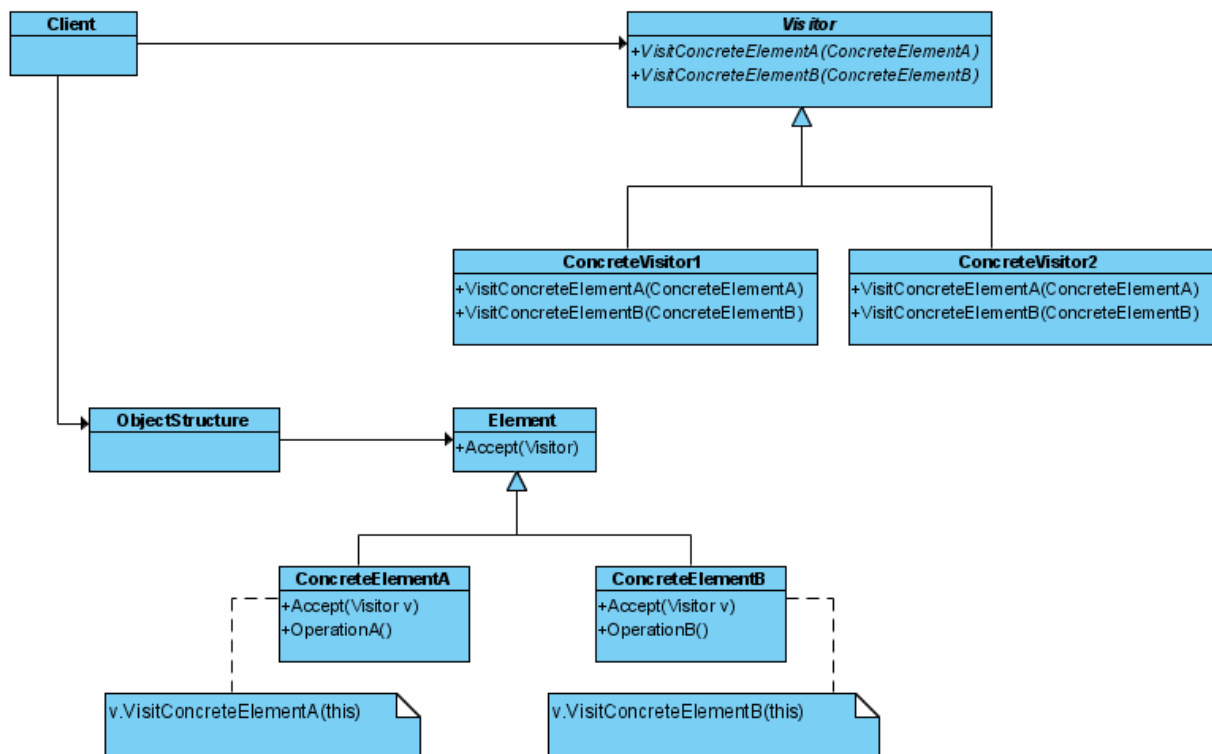 Client
Visitor
+VisitConcreteElementA(ConcreteElementA)
+VisitConcreteElementB(ConcreteElementB)
ConcreteVisitor1
+VisitConcreteElementA(ConcreteElementA)
+VisitConcreteElementB(ConcreteElementB)
ConcreteVisitor2
+VisitConcreteElementA(ConcreteElementA)
+VisitConcreteElementB(ConcreteElementB)
ObjectStructure
Element
+Accept(Visitor)
ConcreteElementA
+Accept(Visitor v)
+OperationA()
ConcreteElementB
+Accept(Visitor v)
+OperationB()
v.VisitConcreteElementA(this)
v.VisitConcreteElementB(this)